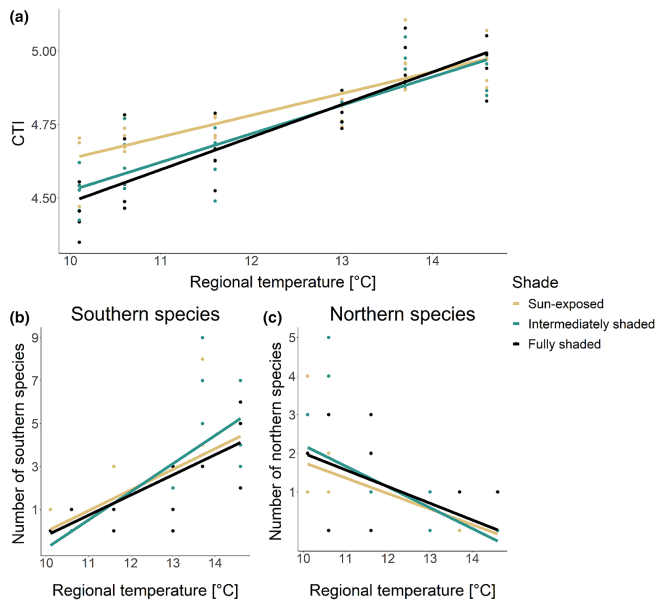 (a)
5.00
4.75
4.50
CTI
10 11 12 13 14
Regional temperature [°C]
Shade
Sun-exposed
Intermediately shaded
Fully shaded
(b) Southern species
9
7
5
3
1
Number of southern species
10 11 12 13 14
Regional temperature [°C]
(c) Northern species
5
4
3
2
1
Number of northern species
10 11 12 13 14
Regional temperature [°C]